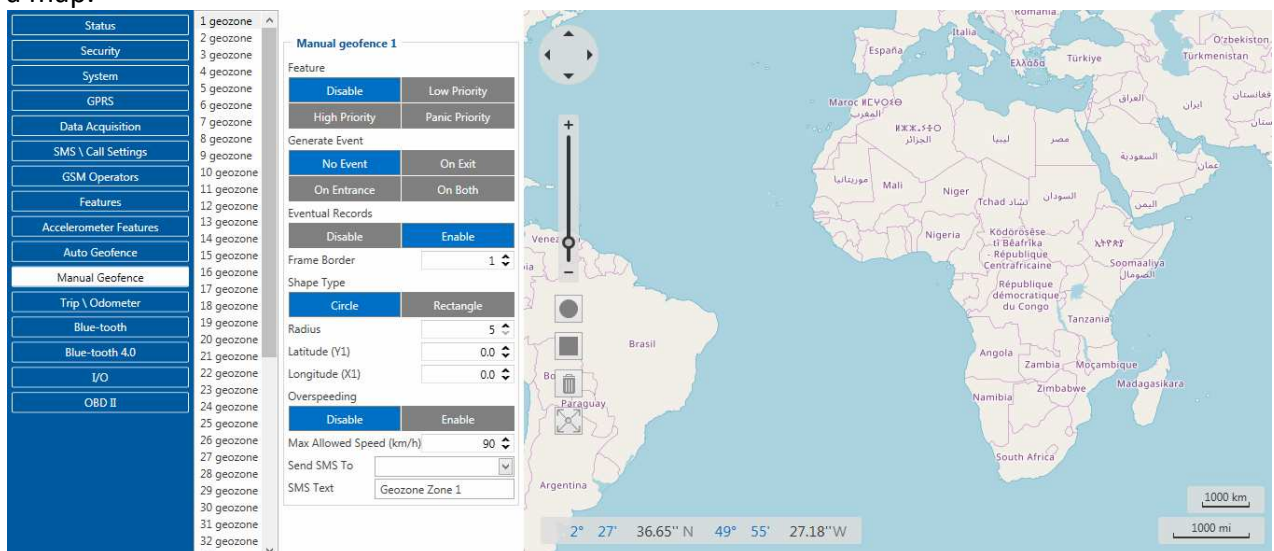 a map.
Status
Security
System
GPRS
Data Acquisition
SMS \ Call Settings
GSM Operators
Features
Accelerometer Features
Auto Geofence
Manual Geofence
Trip \ Odometer
Blue-tooth
Blue-tooth 4.0
I/O
OBD II
1 geozone
2 geozone
3 geozone
4 geozone
5 geozone
6 geozone
7 geozone
8 geozone
9 geozone
10 geozone
11 geozone
12 geozone
13 geozone
14 geozone
15 geozone
16 geozone
17 geozone
18 geozone
19 geozone
20 geozone
21 geozone
22 geozone
23 geozone
24 geozone
25 geozone
26 geozone
27 geozone
28 geozone
29 geozone
30 geozone
31 geozone
32 geozone
Manual geofence 1
Feature
Disable Low Priority
High Priority Panic Priority
Generate Event
No Event On Exit
On Entrance On Both
Eventual Records
Disable Enable
Frame Border 1
Shape Type
Circle Rectangle
Radius 5
Latitude (Y1) 0.0
Longitude (X1) 0.0
Overspeeding
Disable Enable
Max Allowed Speed (km/h) 90
Send SMS To
SMS Text Geozone Zone 1
România
Italia
O'zbekiston
España
Ελλάδα
Türkiye
Türkmenistan
Maroc
المغرب
العراق
ايران
الجزائر
ليبيا
مصر
السعودية
عمان
موريتانيا
Mali
Niger
Tchad تشاد
السودان
اليمن
Nigeria
Ködörösêse
tî Bêafrîka
- République
Centrafricaine
Soomaaliya
الصومال
République
démocratique
du Congo
Tanzania
Brasil
Angola
Zambia
Moçambique
Zimbabwe
Madagasikara
Namibia
Paraguay
South Africa
Argentina
1000 km
1000 mi
2° 27' 36.65'' N 49° 55' 27.18'' W